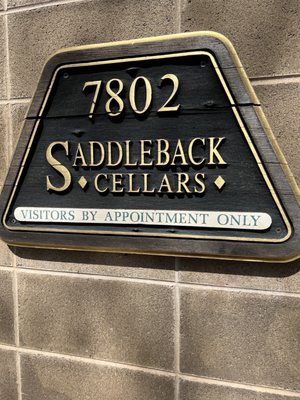 7802
SADDLEBACK
CELLARS
VISITORS BY APPOINTMENT ONLY